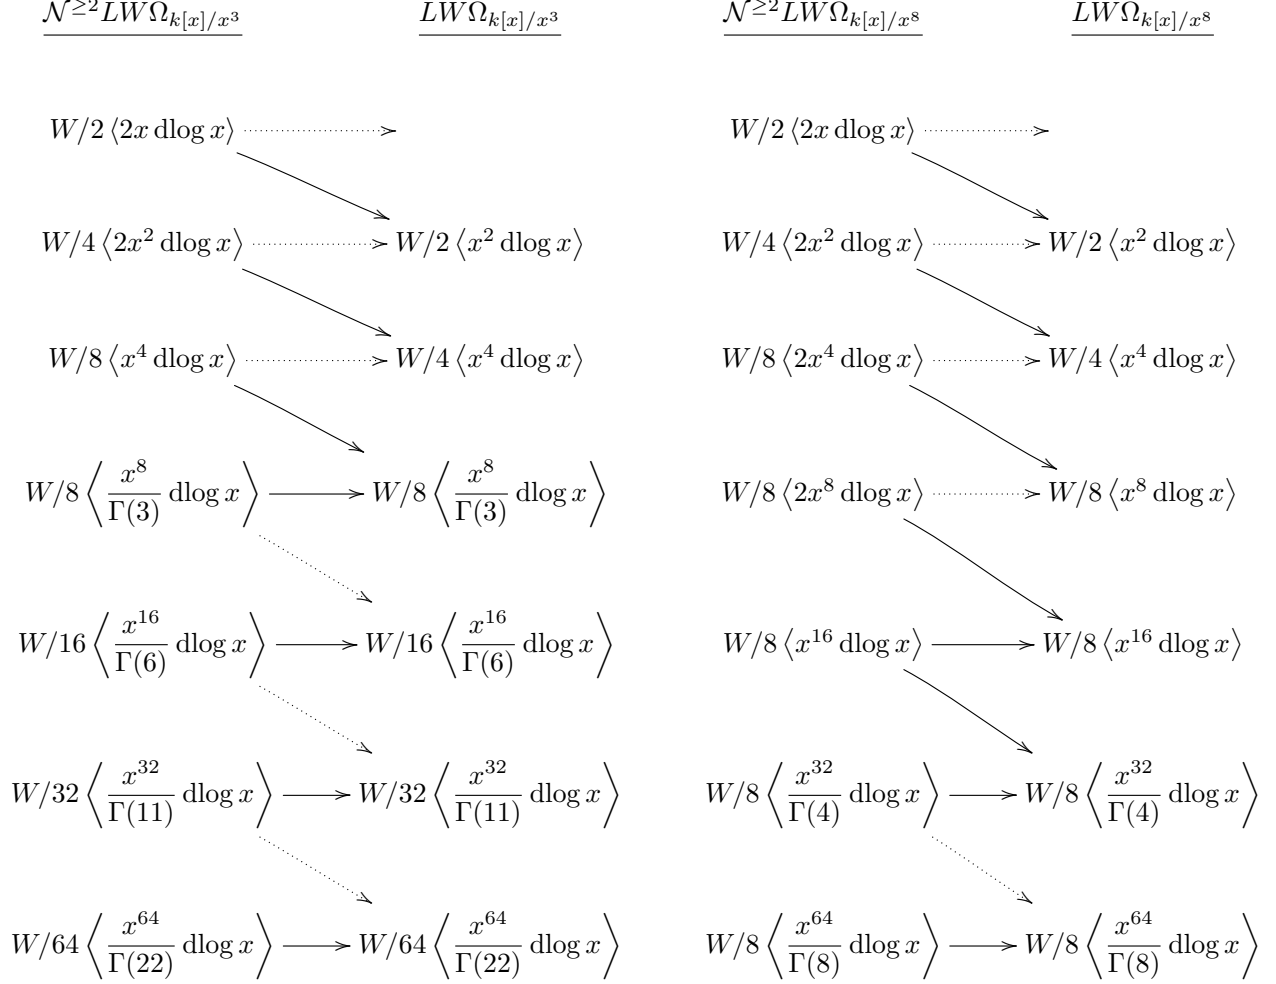 𝒩^{≥2}LWΩ_{k[x]/x^3} LWΩ_{k[x]/x^3} 𝒩^{≥2}LWΩ_{k[x]/x^8} LWΩ_{k[x]/x^8}
W/2 ⟨2x dlog x⟩ W/2 ⟨2x dlog x⟩
W/4 ⟨2x^2 dlog x⟩ W/2 ⟨x^2 dlog x⟩ W/4 ⟨2x^2 dlog x⟩ W/2 ⟨x^2 dlog x⟩
W/8 ⟨x^4 dlog x⟩ W/4 ⟨x^4 dlog x⟩ W/8 ⟨2x^4 dlog x⟩ W/4 ⟨x^4 dlog x⟩
W/8 ⟨x^8/Γ(3) dlog x⟩ W/8 ⟨x^8/Γ(3) dlog x⟩ W/8 ⟨2x^8 dlog x⟩ W/8 ⟨x^8 dlog x⟩
W/16 ⟨x^{16}/Γ(6) dlog x⟩ W/16 ⟨x^{16}/Γ(6) dlog x⟩ W/8 ⟨x^{16} dlog x⟩ W/8 ⟨x^{16} dlog x⟩
W/32 ⟨x^{32}/Γ(11) dlog x⟩ W/32 ⟨x^{32}/Γ(11) dlog x⟩ W/8 ⟨x^{32}/Γ(4) dlog x⟩ W/8 ⟨x^{32}/Γ(4) dlog x⟩
W/64 ⟨x^{64}/Γ(22) dlog x⟩ W/64 ⟨x^{64}/Γ(22) dlog x⟩ W/8 ⟨x^{64}/Γ(8) dlog x⟩ W/8 ⟨x^{64}/Γ(8) dlog x⟩